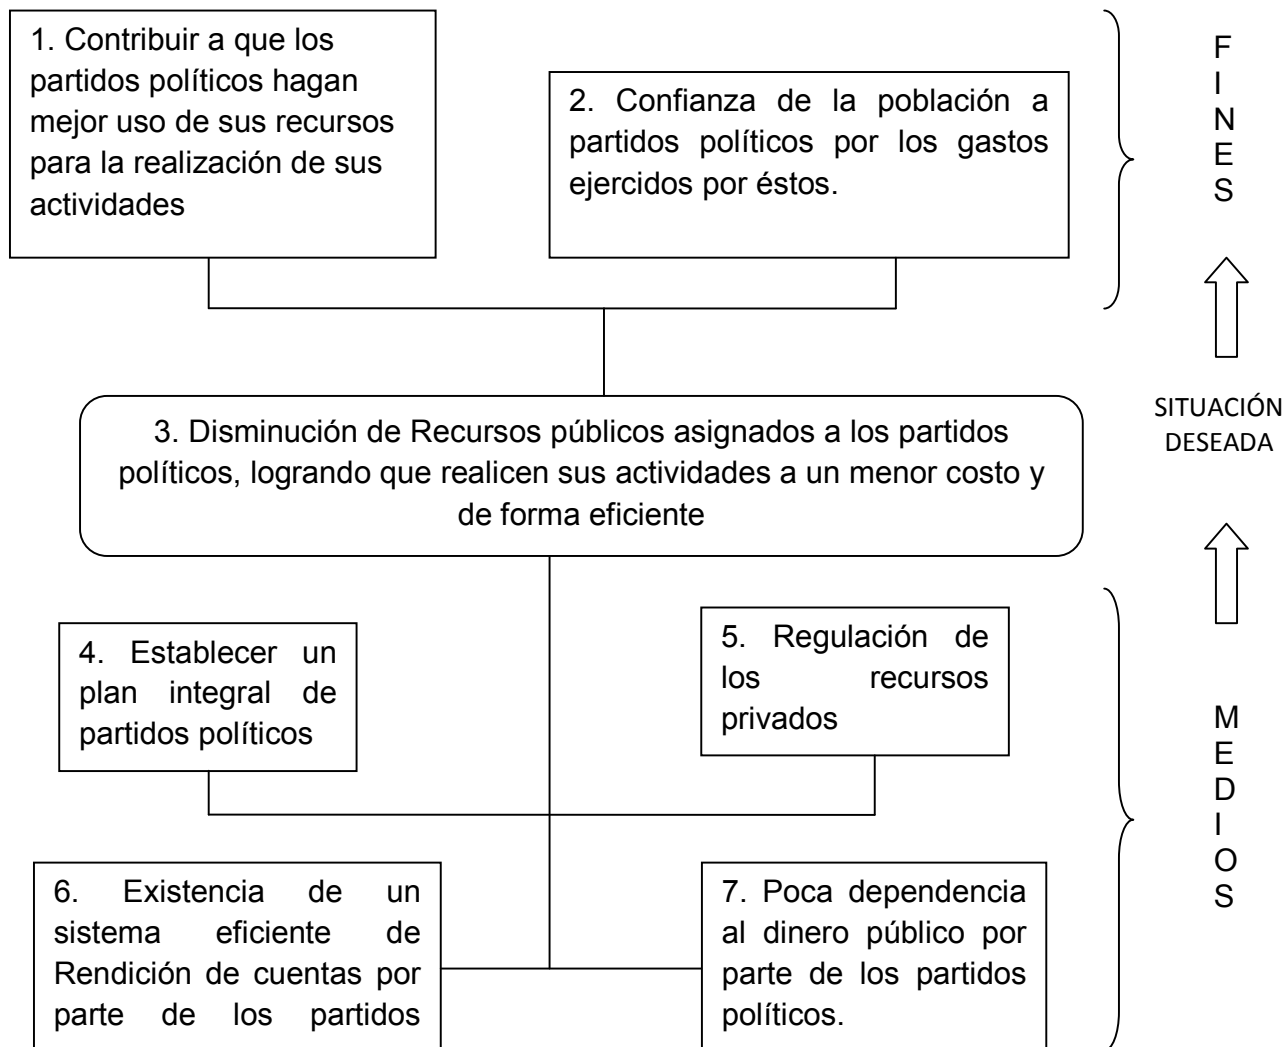 1. Contribuir a que los
partidos políticos hagan
mejor uso de sus recursos
para la realización de sus
actividades
2. Confianza de la población a
partidos políticos por los gastos
ejercidos por éstos.
F
I
N
E
S
3. Disminución de Recursos públicos asignados a los partidos
políticos, logrando que realicen sus actividades a un menor costo y
de forma eficiente
SITUACIÓN
DESEADA
4. Establecer un
plan integral de
partidos políticos
5. Regulación de
los recursos
privados
6. Existencia de un
sistema eficiente de
Rendición de cuentas por
parte de los partidos
7. Poca dependencia
al dinero público por
parte de los partidos
políticos.
M
E
D
I
O
S